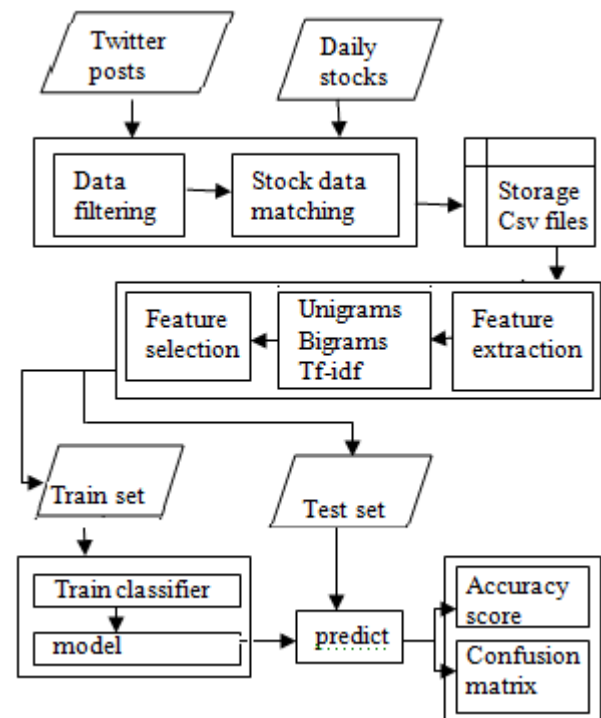 Twitter
posts
Daily
stocks
Data
filtering
Stock data
matching
Storage
Csv files
Feature
selection
Unigrams
Bigrams
Tf-idf
Feature
extraction
Train set
Test set
Train classifier
model
predict
Accuracy
score
Confusion
matrix